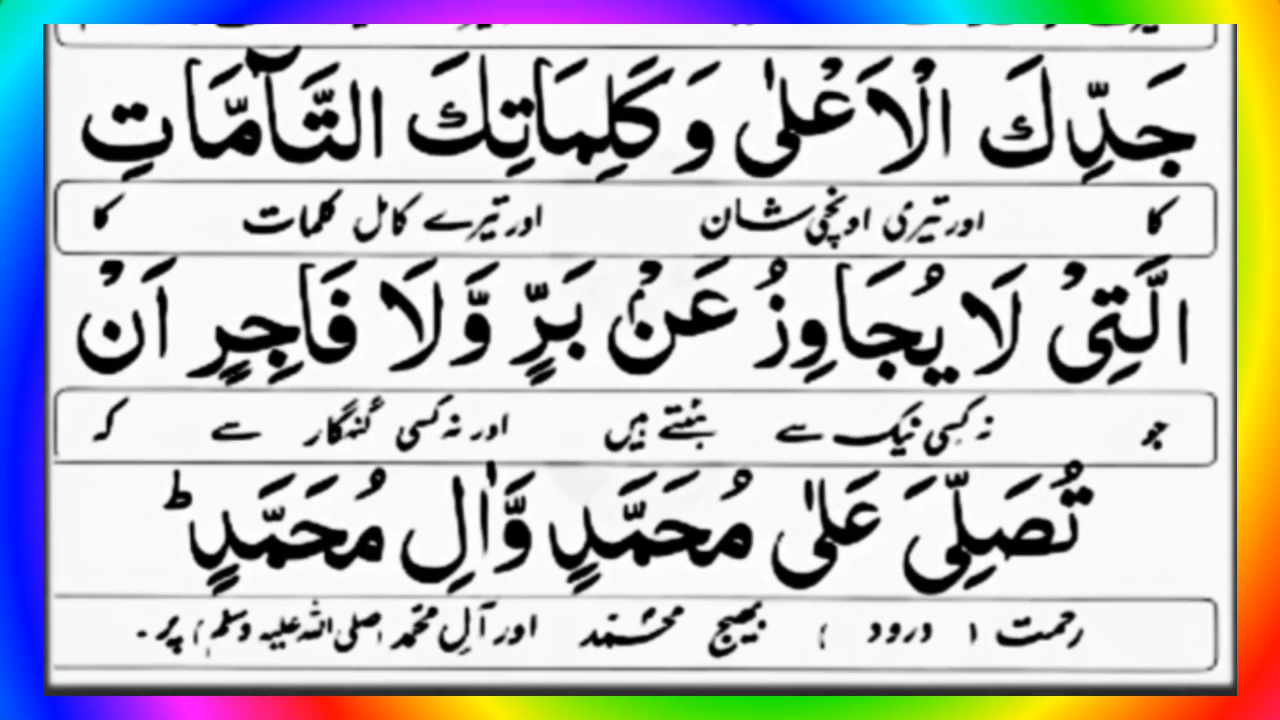 جَدِّكَ الْاَعْلٰى وَكَلِمَاتِكَ التَّآمَّاتِ
کا اور تیری اونچی شان اور تیرے کامل کلمات کا
الَّتِىْ لَا يُجَاوِزُ عَنْ بَرٍّ وَّلَا فَاجِرٍ اَنْ
جو نہ کسی نیک سے ہٹتے ہیں اور نہ کسی گنہگار سے کہ
تُصَلِّىَ عَلٰى مُحَمَّدٍ وَّاٰلِ مُحَمَّدٍ ؕ
رحمت ( درود ) بھیج محمد اور آلِ محمد (صلی اللہ علیہ وسلم) پر۔